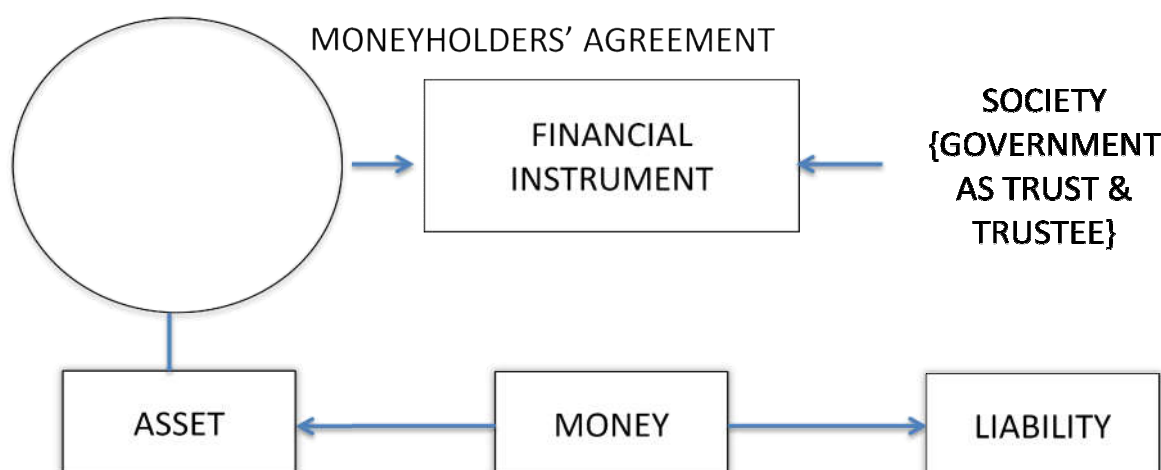 MONEYHOLDERS’ AGREEMENT
FINANCIAL
INSTRUMENT
SOCIETY
{GOVERNMENT
AS TRUST &
TRUSTEE}
ASSET
MONEY
LIABILITY